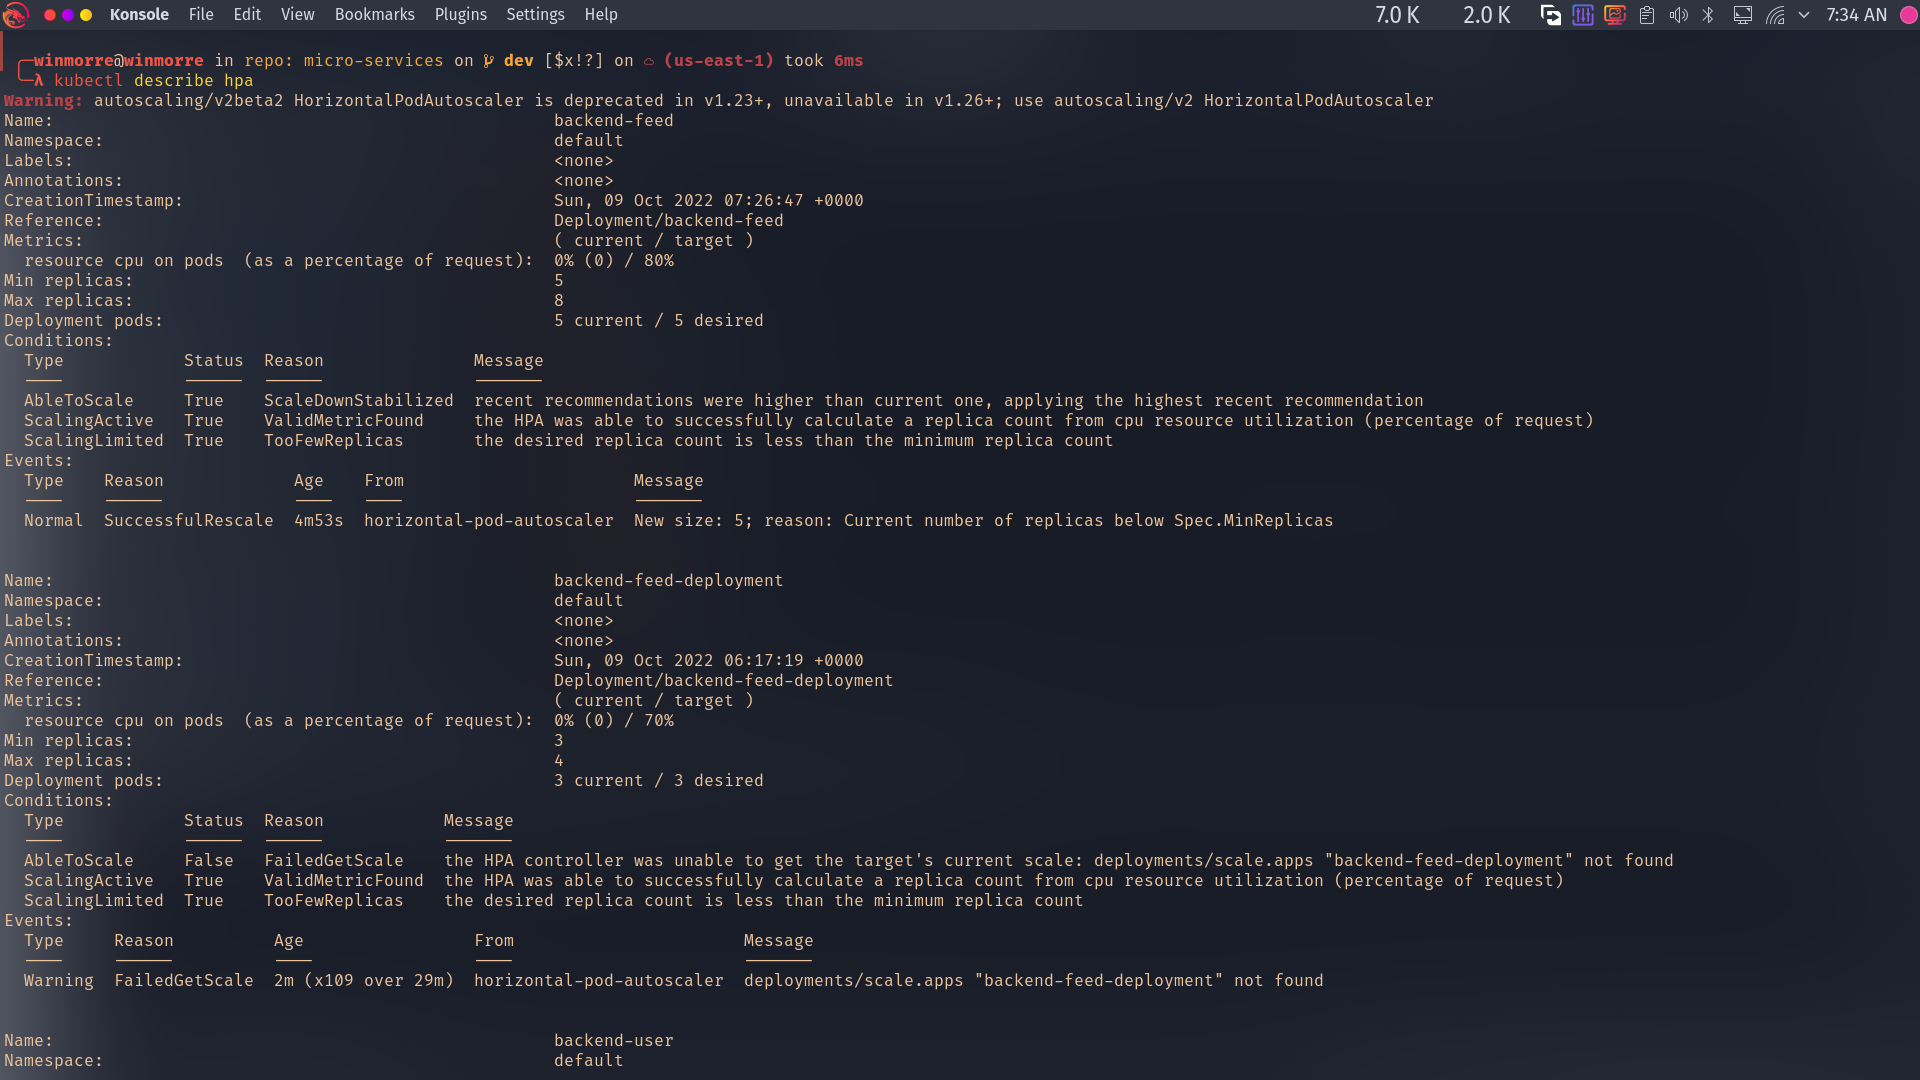 Konsole File Edit View Bookmarks Plugins Settings Help 7.0 K 2.0 K 7:34 AN
winmorre@winmorre in repo: micro-services on dev [$x!?] on (us-east-1) took 6ms
λ kubectl describe hpa
Warning: autoscaling/v2beta2 HorizontalPodAutoscaler is deprecated in v1.23+, unavailable in v1.26+; use autoscaling/v2 HorizontalPodAutoscaler
Name: backend-feed
Namespace: default
Labels: <none>
Annotations: <none>
CreationTimestamp: Sun, 09 Oct 2022 07:26:47 +0000
Reference: Deployment/backend-feed
Metrics: ( current / target )
resource cpu on pods (as a percentage of request): 0% (0) / 80%
Min replicas: 5
Max replicas: 8
Deployment pods: 5 current / 5 desired
Conditions:
Type Status Reason Message
---- ------ ------ -------
AbleToScale True ScaleDownStabilized recent recommendations were higher than current one, applying the highest recent recommendation
ScalingActive True ValidMetricFound the HPA was able to successfully calculate a replica count from cpu resource utilization (percentage of request)
ScalingLimited True TooFewReplicas the desired replica count is less than the minimum replica count
Events:
Type Reason Age From Message
---- ------ ---- ---- -------
Normal SuccessfulRescale 4m53s horizontal-pod-autoscaler New size: 5; reason: Current number of replicas below Spec.MinReplicas
Name: backend-feed-deployment
Namespace: default
Labels: <none>
Annotations: <none>
CreationTimestamp: Sun, 09 Oct 2022 06:17:19 +0000
Reference: Deployment/backend-feed-deployment
Metrics: ( current / target )
resource cpu on pods (as a percentage of request): 0% (0) / 70%
Min replicas: 3
Max replicas: 4
Deployment pods: 3 current / 3 desired
Conditions:
Type Status Reason Message
---- ------ ------ -------
AbleToScale False FailedGetScale the HPA controller was unable to get the target's current scale: deployments/scale.apps "backend-feed-deployment" not found
ScalingActive True ValidMetricFound the HPA was able to successfully calculate a replica count from cpu resource utilization (percentage of request)
ScalingLimited True TooFewReplicas the desired replica count is less than the minimum replica count
Events:
Type Reason Age From Message
---- ------ ---- ---- -------
Warning FailedGetScale 2m (x109 over 29m) horizontal-pod-autoscaler deployments/scale.apps "backend-feed-deployment" not found
Name: backend-user
Namespace: default